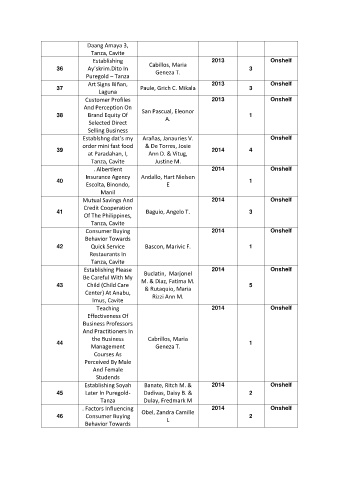 Daang Amaya 3,
Tanza, Cavite
36
Establishing
Ay'skrim.Dito In
Puregold – Tanza
Cabillos, Maria
Geneza T.
2013
3
Onshelf
37
Art Signs Biñan,
Laguna
Paule, Grich C. Mikala
2013
3
Onshelf
38
Customer Profiles
And Perception On
Brand Equity Of
Selected Direct
Selling Business
San Pascual, Eleonor
A.
2013
1
Onshelf
39
Establishng dat's my
order mini fast food
at Paradahan, I,
Tanza, Cavite
Arañas, Janauries V.
& De Torres, Josie
Ann D. & Vitug,
Justine M.
2014
4
Onshelf
40
. Albertlent
Insurance Agency
Escolta, Binondo,
Manil
Andallo, Hart Nielsen
E
2014
1
Onshelf
41
Mutual Savings And
Credit Cooperation
Of The Philippines,
Tanza, Cavite
Baguio, Angelo T.
2014
3
Onshelf
42
Consumer Buying
Behavior Towards
Quick Service
Restaurants In
Tanza, Cavite
Bascon, Marivic F.
2014
1
Onshelf
43
Establishing Please
Be Careful With My
Child (Child Care
Center) At Anabu,
Imus, Cavite
Buclatin, Marjonel
M. & Diaz, Fatima M.
& Rutaquio, Maria
Rizzi Ann M.
2014
5
Onshelf
44
Teaching
Effectiveness Of
Business Professors
And Practitioners In
the Business
Management
Courses As
Perceived By Male
And Female
Studends
Cabrillos, Maria
Geneza T.
2014
1
Onshelf
45
Establishing Soyah
Later In Puregold-
Tanza
Banate, Ritch M. &
Dadivas, Daisy B. &
Dulay, Fredmark M
2014
2
Onshelf
46
. Factors Influencing
Consumer Buying
Behavior Towards
Obel, Zandra Camille
L
2014
2
Onshelf